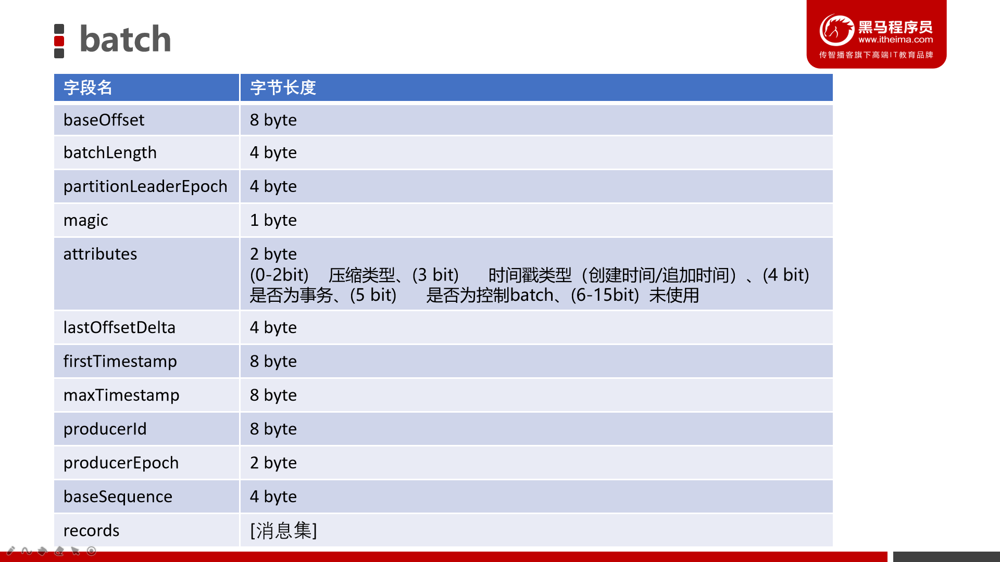 batch
黑马程序员
www.itheima.com
传智播客旗下高端IT教育品牌
字段名 字节长度
baseOffset 8 byte
batchLength 4 byte
partitionLeaderEpoch 4 byte
magic 1 byte
attributes 2 byte
(0-2bit) 压缩类型、(3 bit) 时间戳类型（创建时间/追加时间）、(4 bit)
是否为事务、(5 bit) 是否为控制batch、(6-15bit) 未使用
lastOffsetDelta 4 byte
firstTimestamp 8 byte
maxTimestamp 8 byte
producerId 8 byte
producerEpoch 2 byte
baseSequence 4 byte
records [消息集]